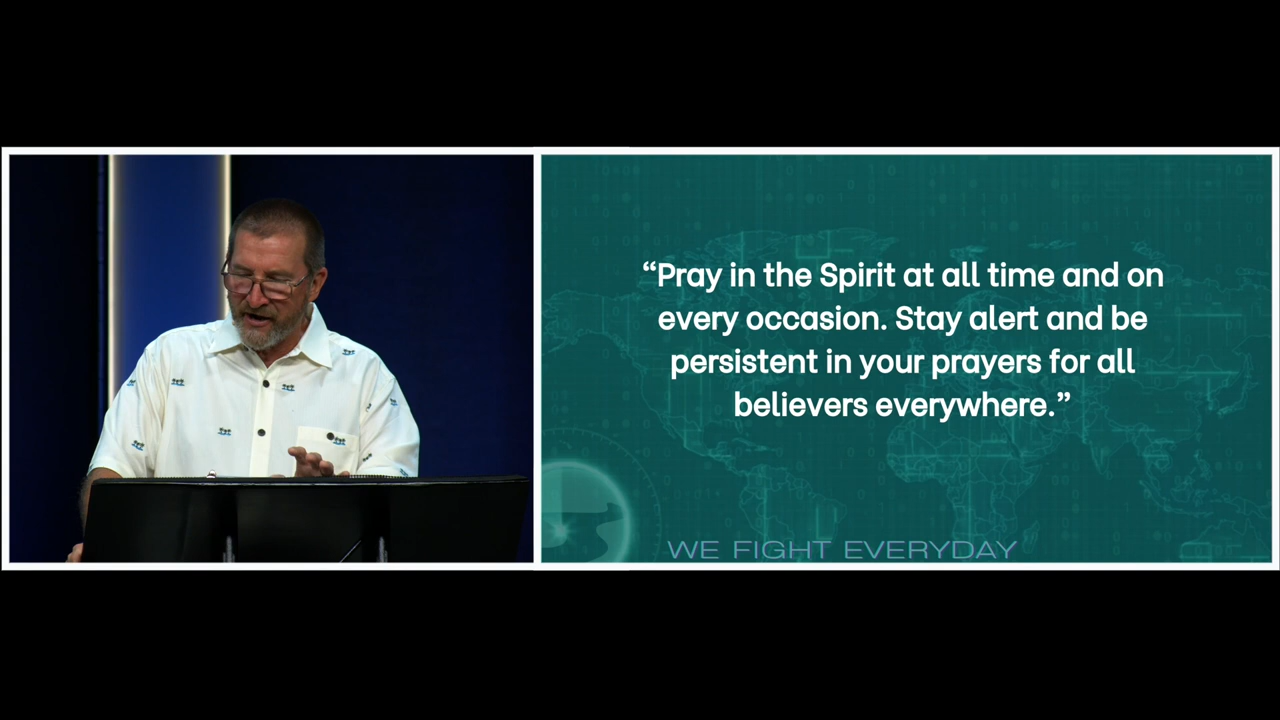 “Pray in the Spirit at all time and on
every occasion. Stay alert and be
persistent in your prayers for all
believers everywhere.”
WE FIGHT EVERYDAY